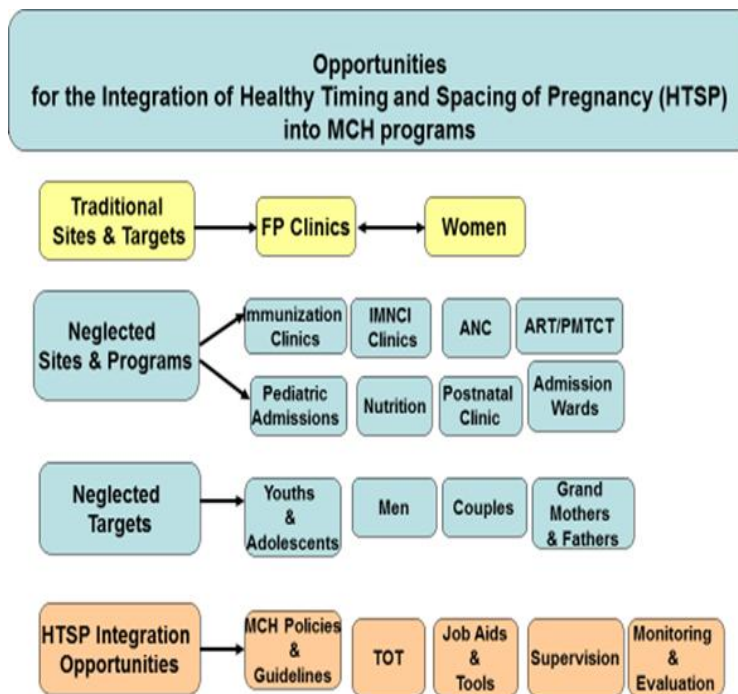 Opportunities
for the Integration of Healthy Timing and Spacing of Pregnancy (HTSP)
into MCH programs
Traditional
Sites & Targets
FP Clinics
Women
Neglected
Sites & Programs
Immunization
Clinics
IMNCI
Clinics
ANC
ART/PMTCT
Pediatric
Admissions
Nutrition
Postnatal
Clinic
Admission
Wards
Neglected
Targets
Youths
&
Adolescents
Men
Couples
Grand
Mothers
& Fathers
HTSP Integration
Opportunities
MCH Policies
&
Guidelines
TOT
Job Aids
&
Tools
Supervision
Monitoring
&
Evaluation